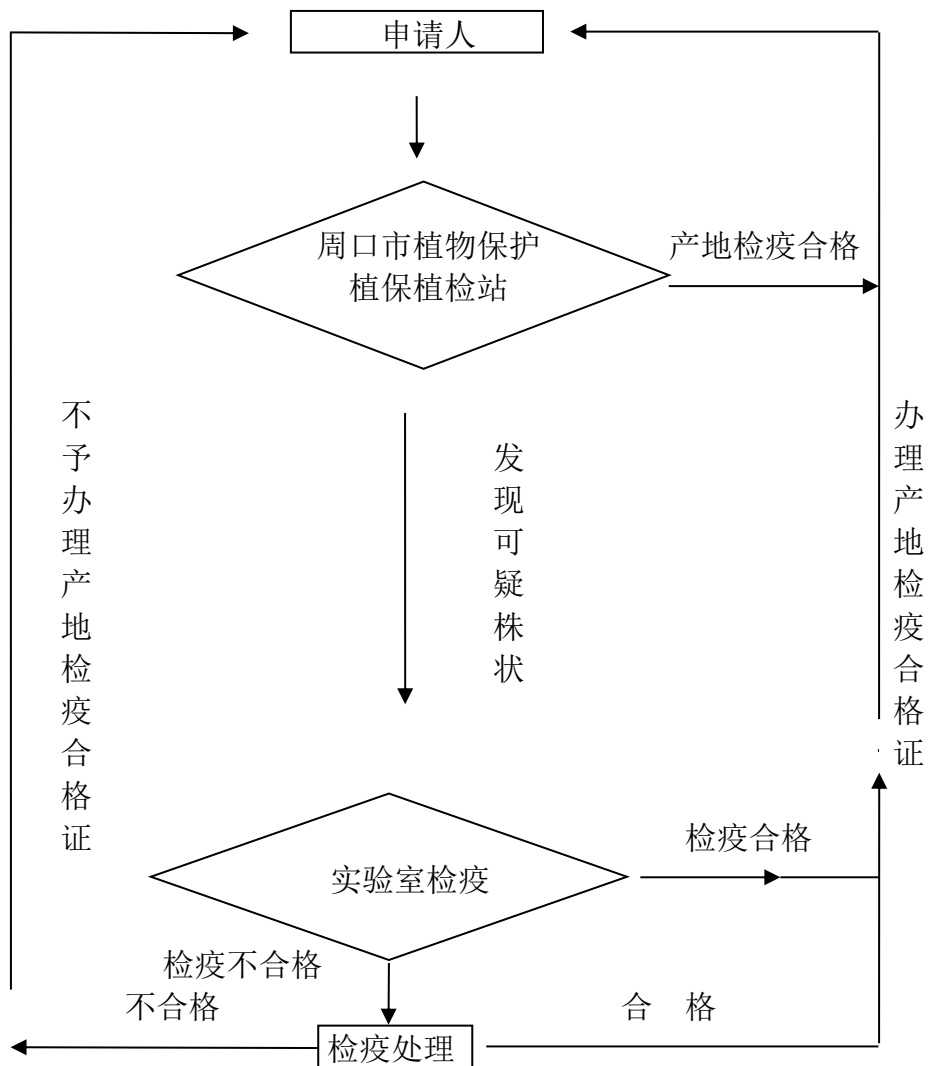 申请人
周口市植物保护
植保植检站
产地检疫合格
不予办理产地检疫合格证
发现可疑株状
办理产地检疫合格证
检疫合格
实验室检疫
检疫不合格
不合格
合 格
检疫处理